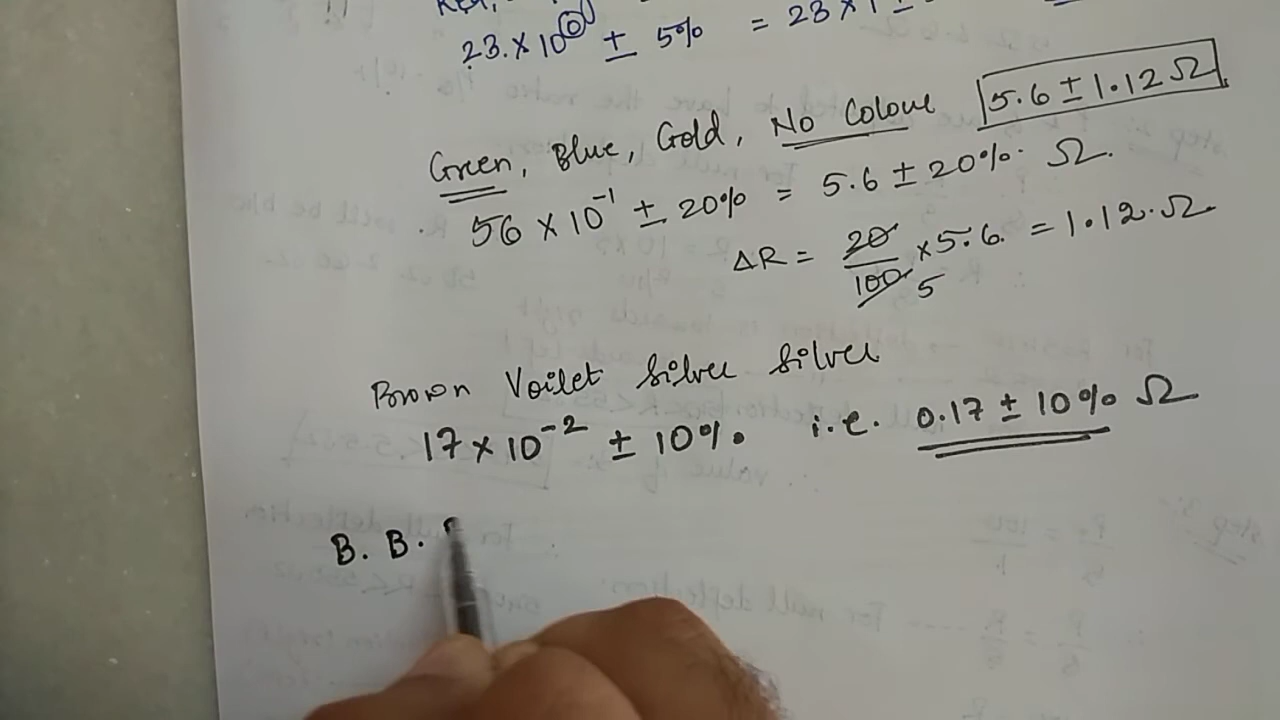 23.×10⁰ ± 5% = 23×1±
Green, Blue, Gold, No Colour 5.6 ± 1.12 Ω
56 × 10⁻¹ ± 20% = 5.6 ± 20% Ω.
ΔR = 20/100 × 5.6 = 1.12 Ω
5
Brown Voilet Silver Silver
17 × 10⁻² ± 10% i.e. 0.17 ± 10% Ω
B. B.